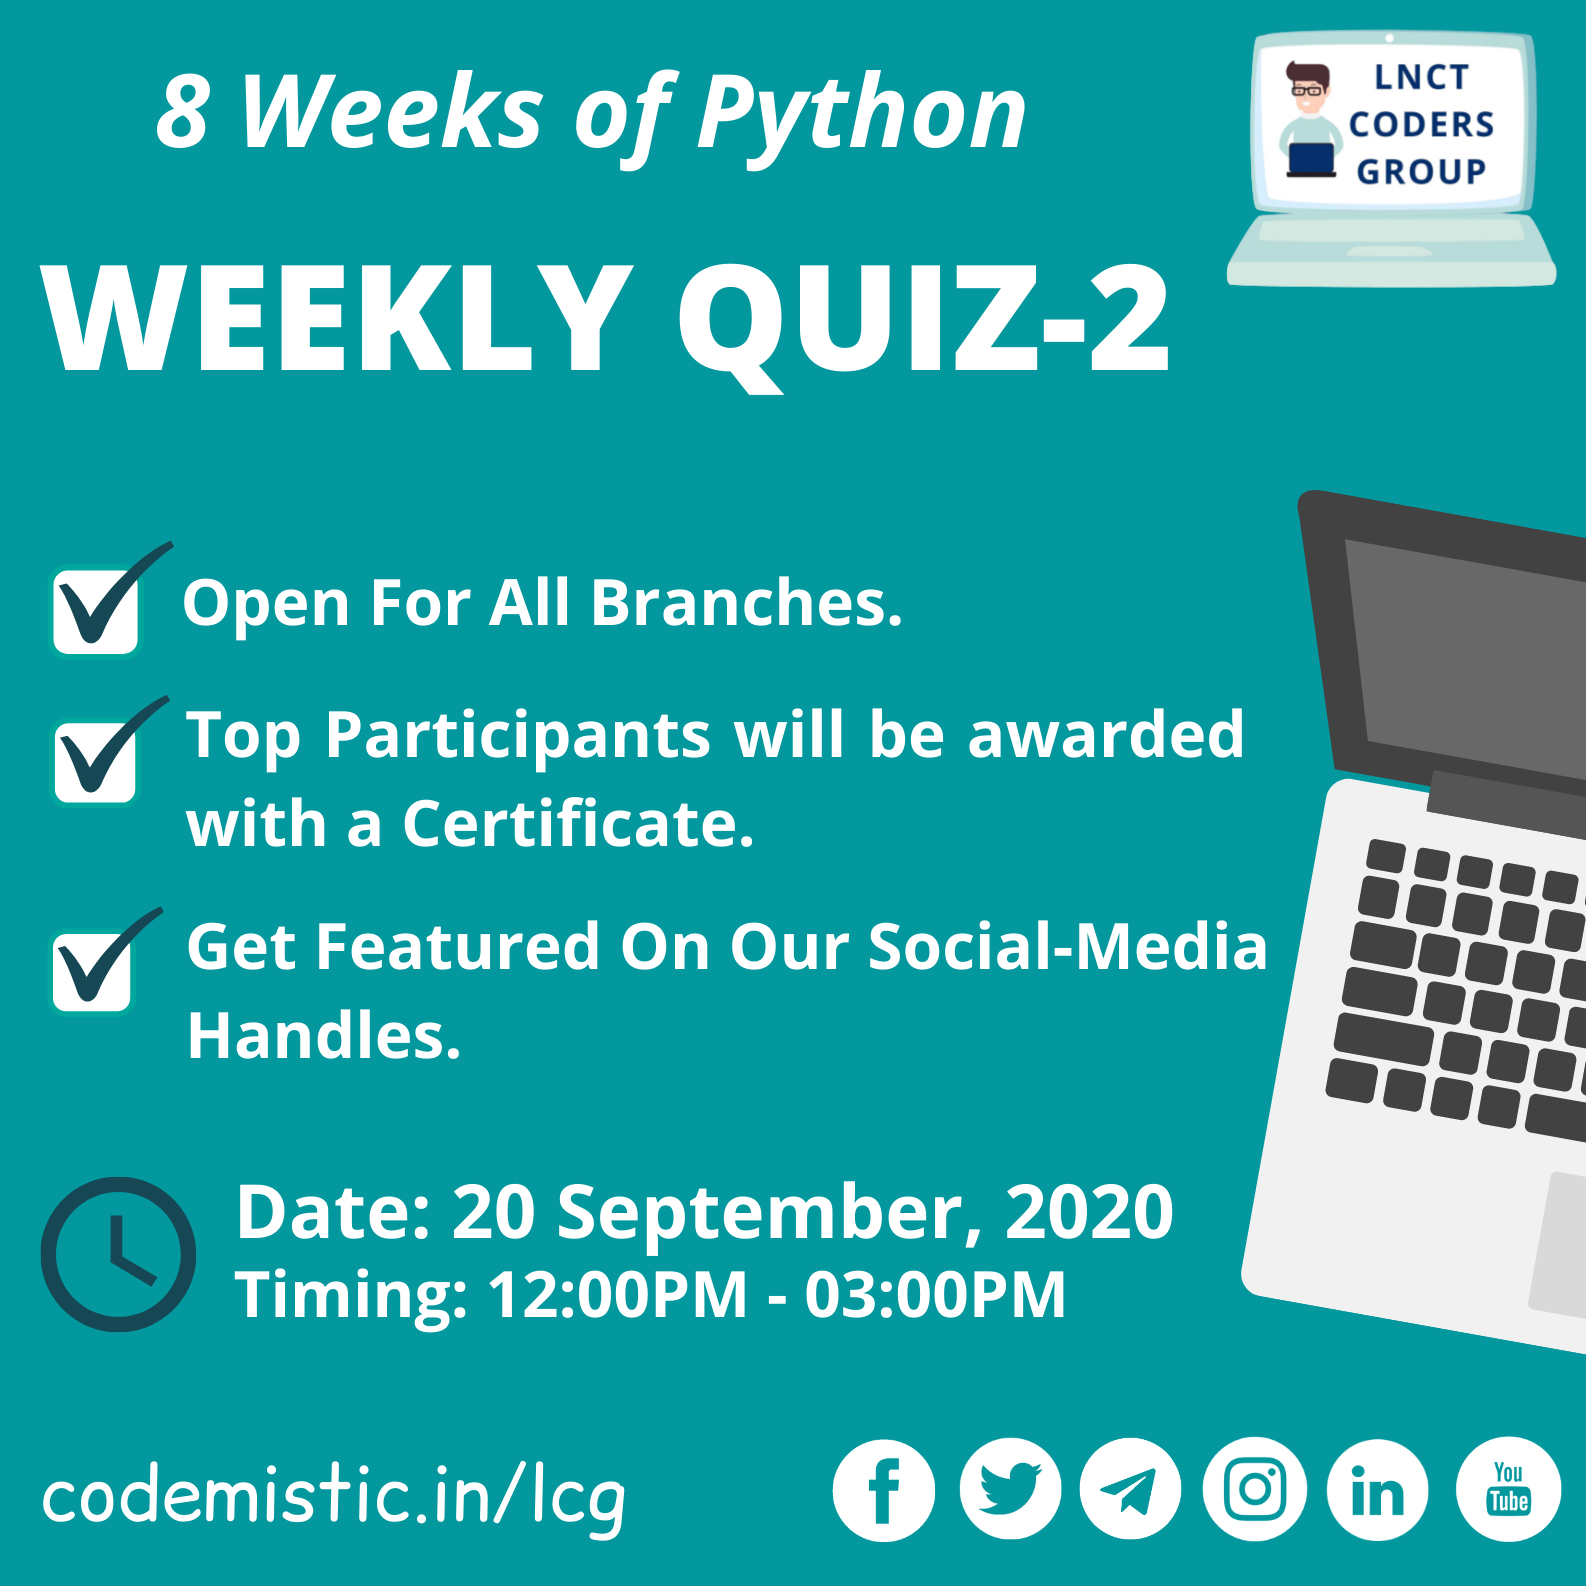 8 Weeks of Python
LNCT
CODERS
GROUP
WEEKLY QUIZ-2
Open For All Branches.
Top Participants will be awarded
with a Certificate.
Get Featured On Our Social-Media
Handles.
Date: 20 September, 2020
Timing: 12:00PM - 03:00PM
codemistic.in/lcg
f
in
You
Tube